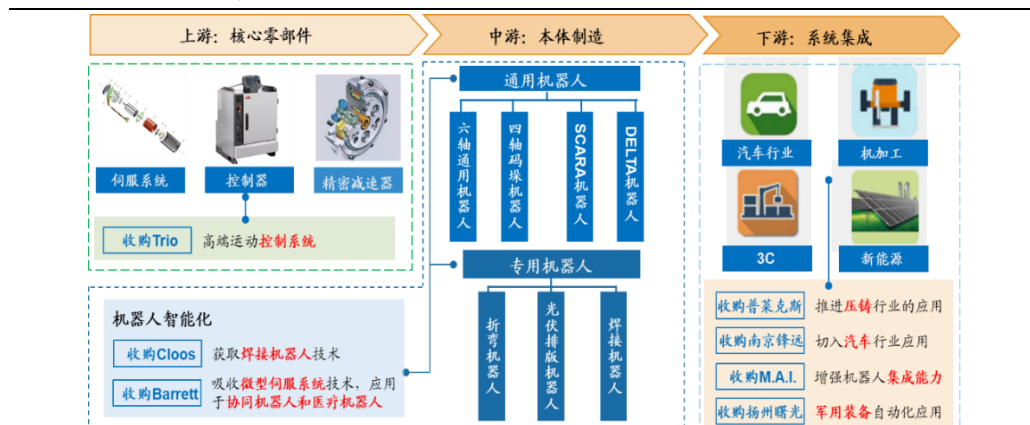 上游：核心零部件
中游：本体制造
下游：系统集成
伺服系统
控制器
精密减速器
收购Trio
高端运动控制系统
机器人智能化
收购Cloos
获取焊接机器人技术
收购Barrett
吸收微型伺服系统技术，应用
于协同机器人和医疗机器人
通用机器人
六轴通用机器人
四轴码垛机器人
SCARA机器人
DELTA机器人
专用机器人
折弯机器人
光伏排版机器人
焊接机器人
汽车行业
机加工
3C
新能源
收购普莱克斯
推进压铸行业的应用
收购南京锋远
切入汽车行业应用
收购M.A.I.
增强机器人集成能力
收购扬州曙光
军用装备自动化应用